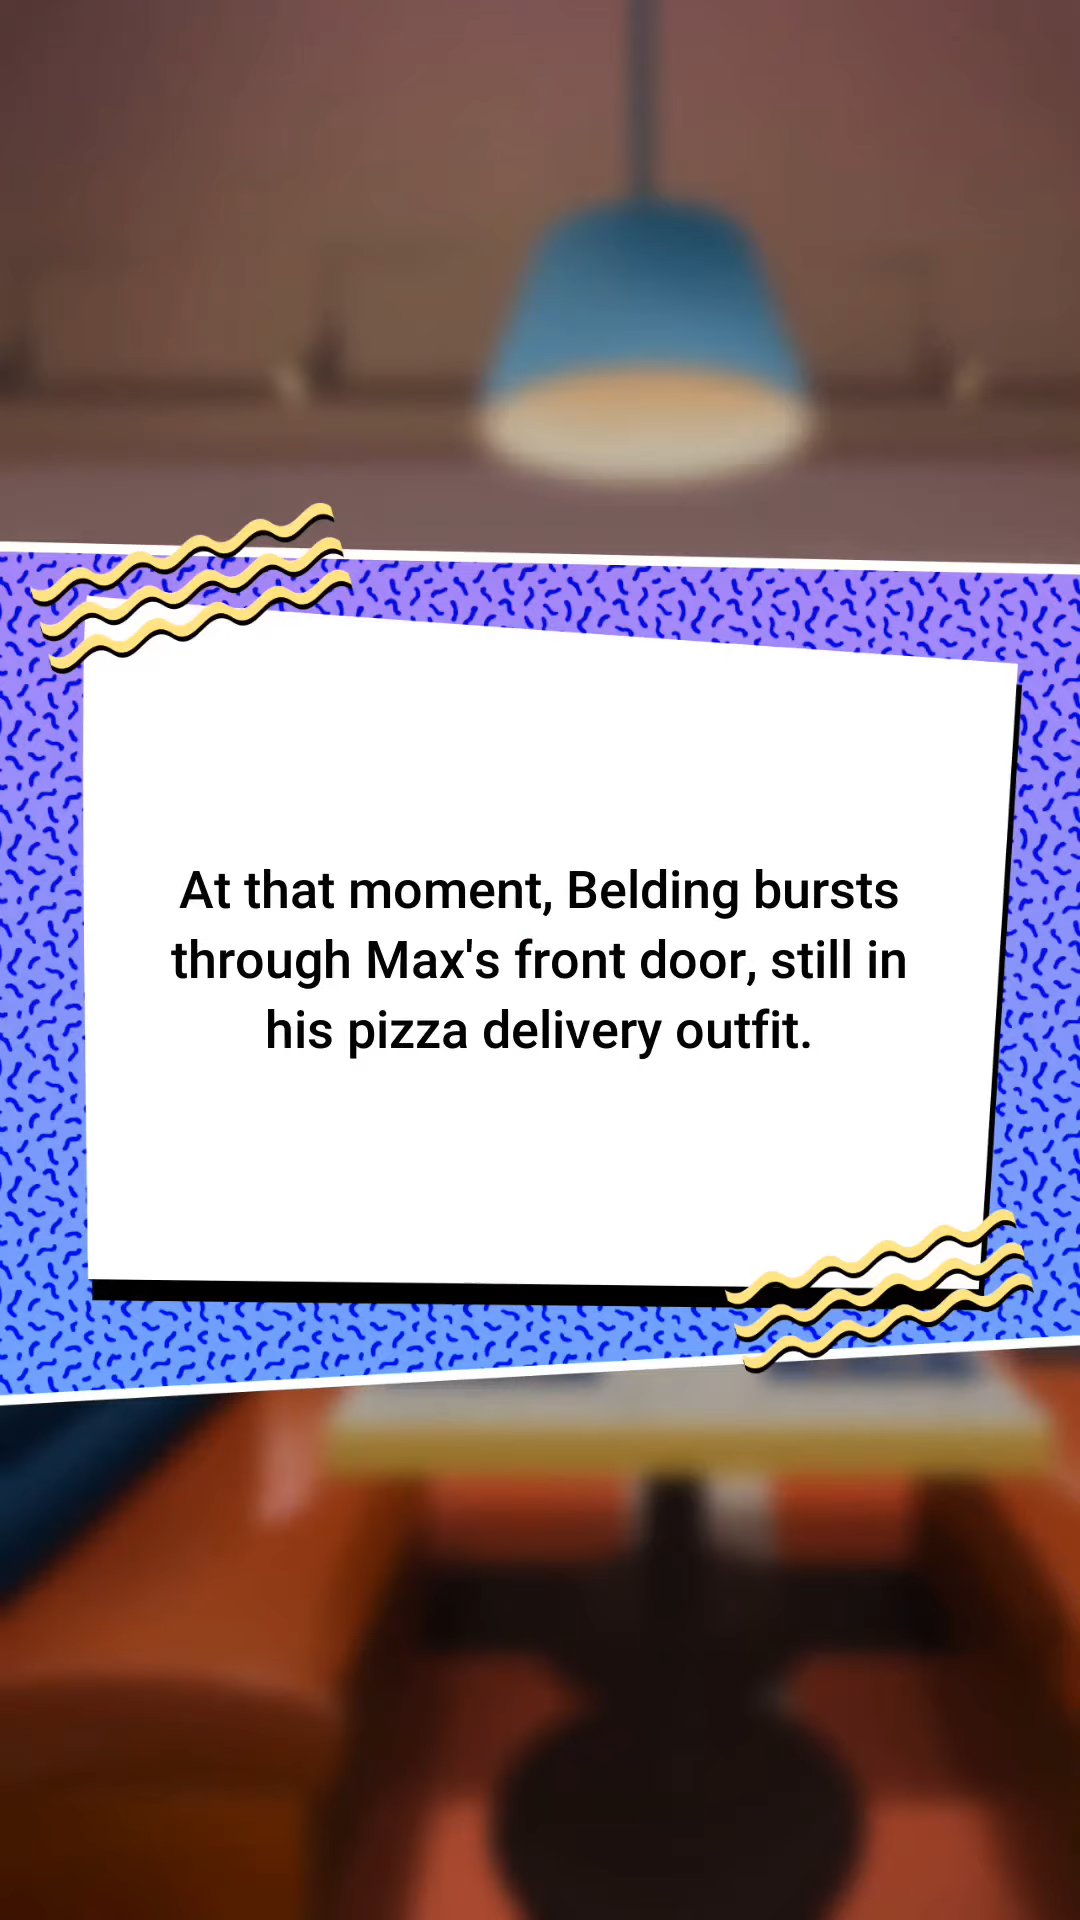 At that moment, Belding bursts
through Max's front door, still in
his pizza delivery outfit.